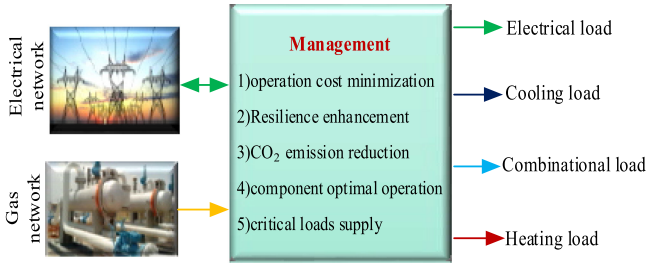 Electrical
network
Gas
network
Management
1)operation cost minimization
2)Resilience enhancement
3)CO₂ emission reduction
4)component optimal operation
5)critical loads supply
Electrical load
Cooling load
Combinational load
Heating load